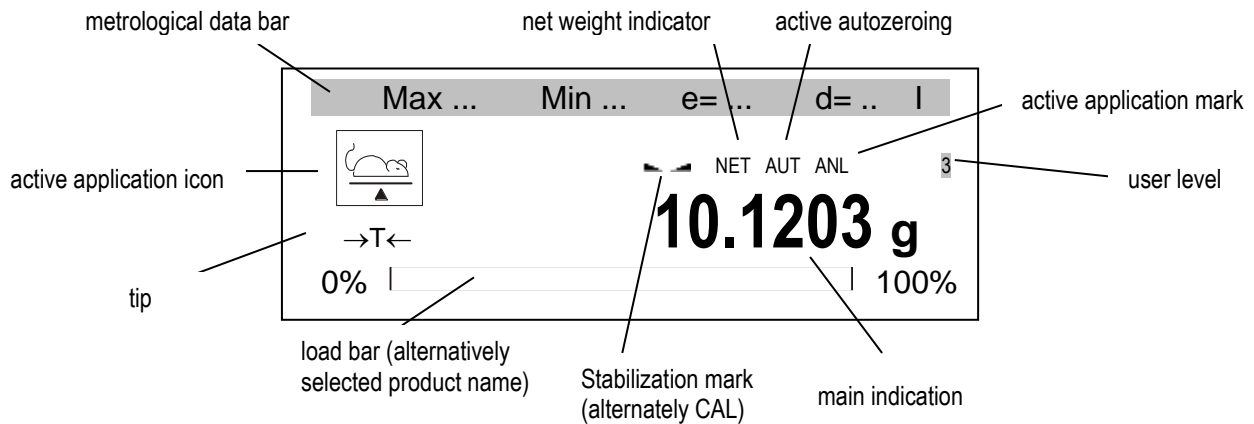 metrological data bar
net weight indicator
active autozeroing
Max ... Min ... e= ... d= .. I
active application mark
active application icon
NET AUT ANL
3
user level
10.1203 g
→T←
tip
0% 100%
load bar (alternatively
selected product name)
Stabilization mark
(alternately CAL)
main indication